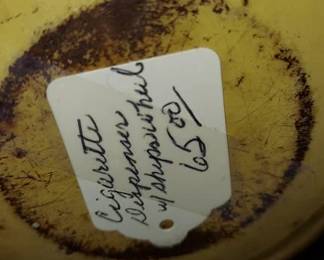 Cigarette
Dispenser
w/ shipswheel
65.00